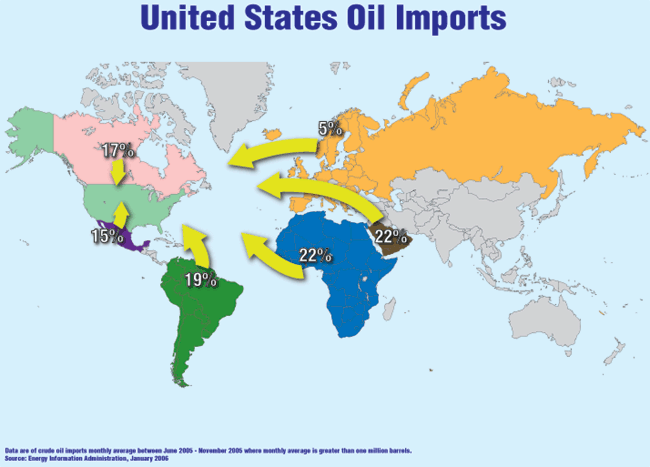 United States Oil Imports
5%
17%
15%
22%
22%
19%
Data are of crude oil imports monthly average between June 2005 - November 2005 where monthly average is greater than one million barrels.
Source: Energy Information Administration, January 2006